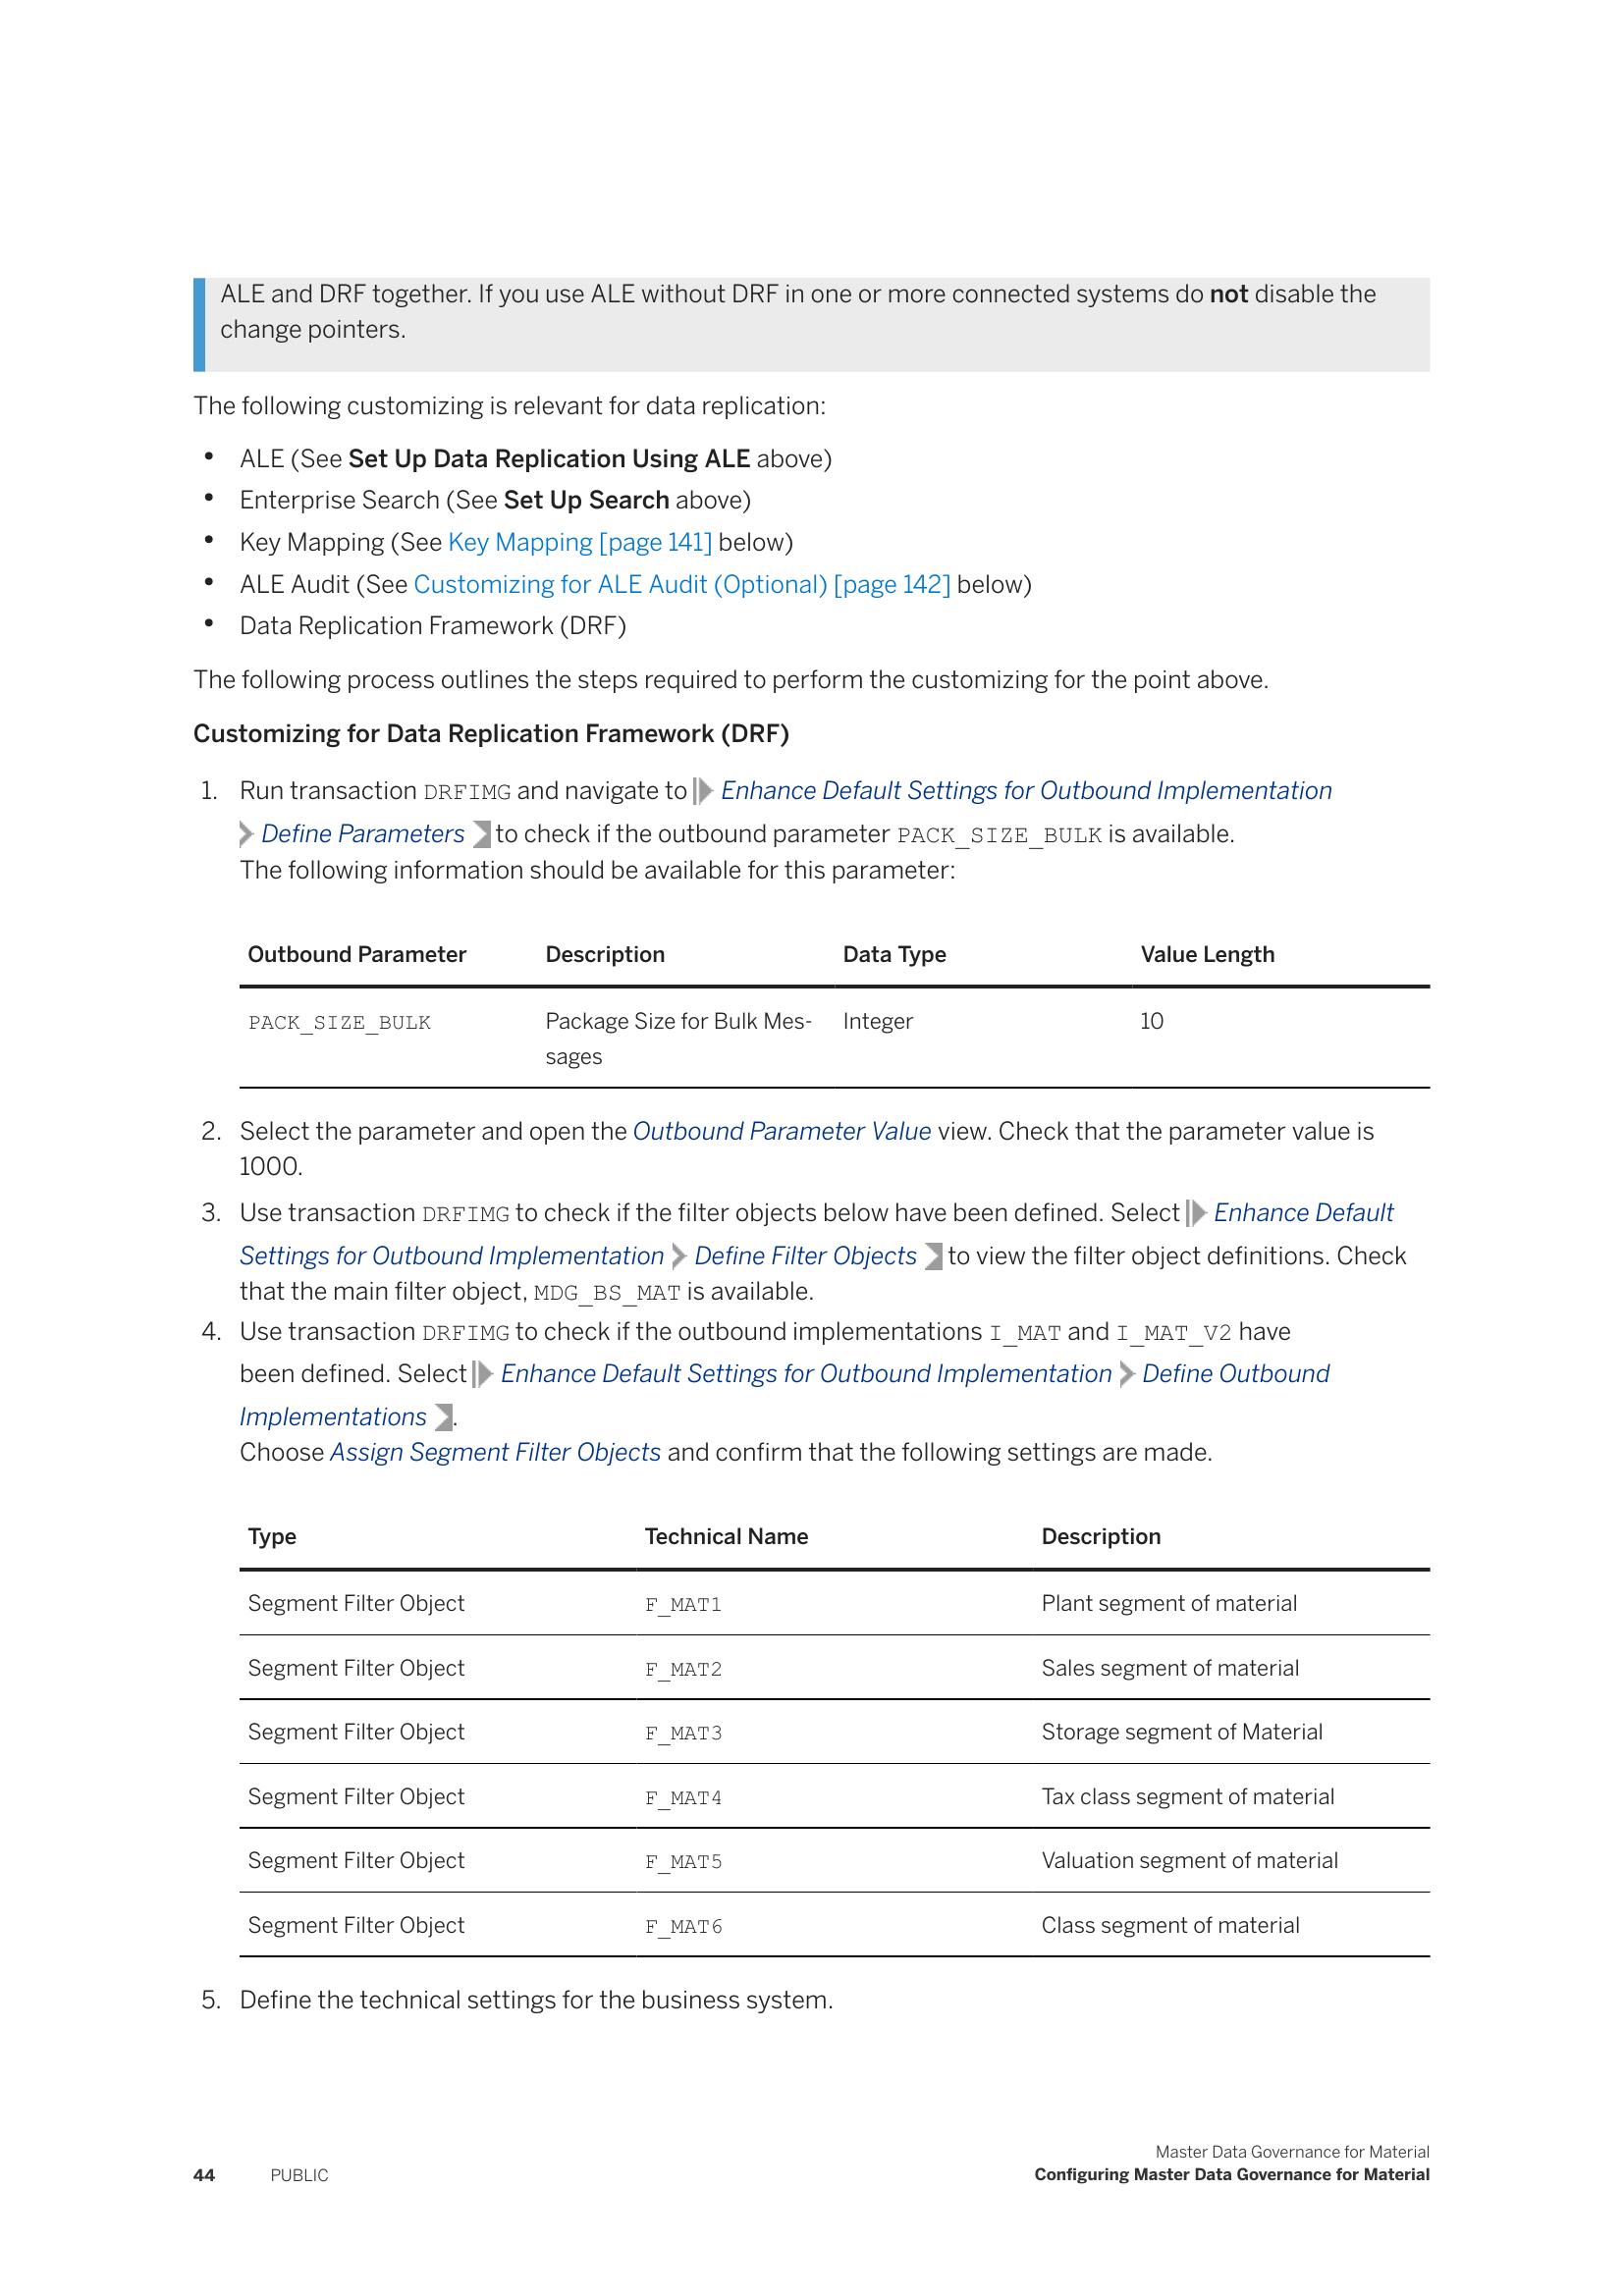 ALE and DRF together. If you use ALE without DRF in one or more connected systems do not disable the
change pointers.
The following customizing is relevant for data replication:
• ALE (See Set Up Data Replication Using ALE above)
• Enterprise Search (See Set Up Search above)
• Key Mapping (See Key Mapping [page 141] below)
• ALE Audit (See Customizing for ALE Audit (Optional) [page 142] below)
• Data Replication Framework (DRF)
The following process outlines the steps required to perform the customizing for the point above.
Customizing for Data Replication Framework (DRF)
1. Run transaction DRFIMG and navigate to Enhance Default Settings for Outbound Implementation
Define Parameters to check if the outbound parameter PACK_SIZE_BULK is available.
The following information should be available for this parameter:
Outbound Parameter Description Data Type Value Length
PACK_SIZE_BULK Package Size for Bulk Mes- Integer 10
sages
2. Select the parameter and open the Outbound Parameter Value view. Check that the parameter value is
1000.
3. Use transaction DRFIMG to check if the filter objects below have been defined. Select Enhance Default
Settings for Outbound Implementation Define Filter Objects to view the filter object definitions. Check
that the main filter object, MDG_BS_MAT is available.
4. Use transaction DRFIMG to check if the outbound implementations I_MAT and I_MAT_V2 have
been defined. Select Enhance Default Settings for Outbound Implementation Define Outbound
Implementations .
Choose Assign Segment Filter Objects and confirm that the following settings are made.
Type Technical Name Description
Segment Filter Object F_MAT1 Plant segment of material
Segment Filter Object F_MAT2 Sales segment of material
Segment Filter Object F_MAT3 Storage segment of Material
Segment Filter Object F_MAT4 Tax class segment of material
Segment Filter Object F_MAT5 Valuation segment of material
Segment Filter Object F_MAT6 Class segment of material
5. Define the technical settings for the business system.
Master Data Governance for Material
44 PUBLIC Configuring Master Data Governance for Material